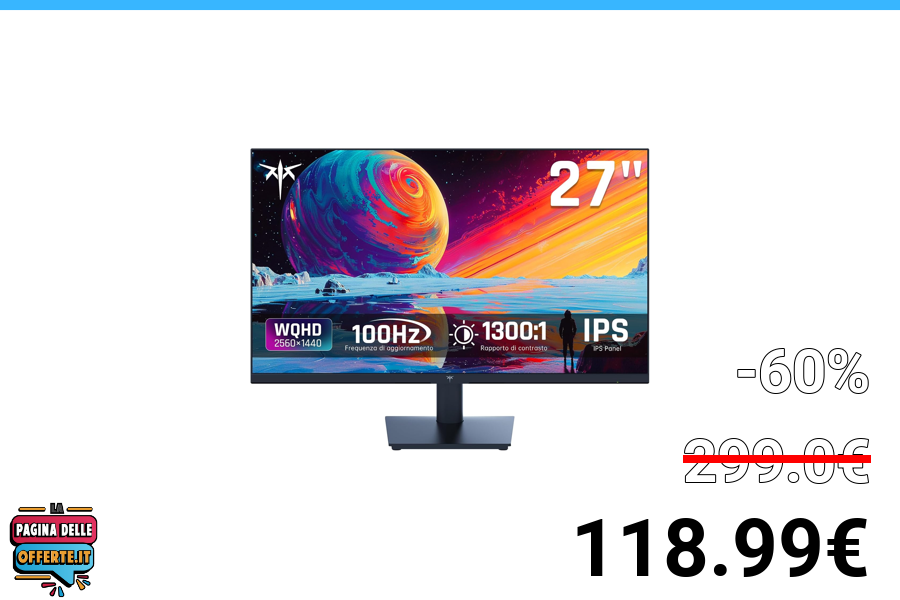 27"
WQHD
2560×1440
100Hz
Frequenza di aggiornamento
1300:1
Rapporto di contrasto
IPS
IPS Panel
-60%
299.0€
118.99€
LA
PAGINA DELLE
OFFERTE.IT